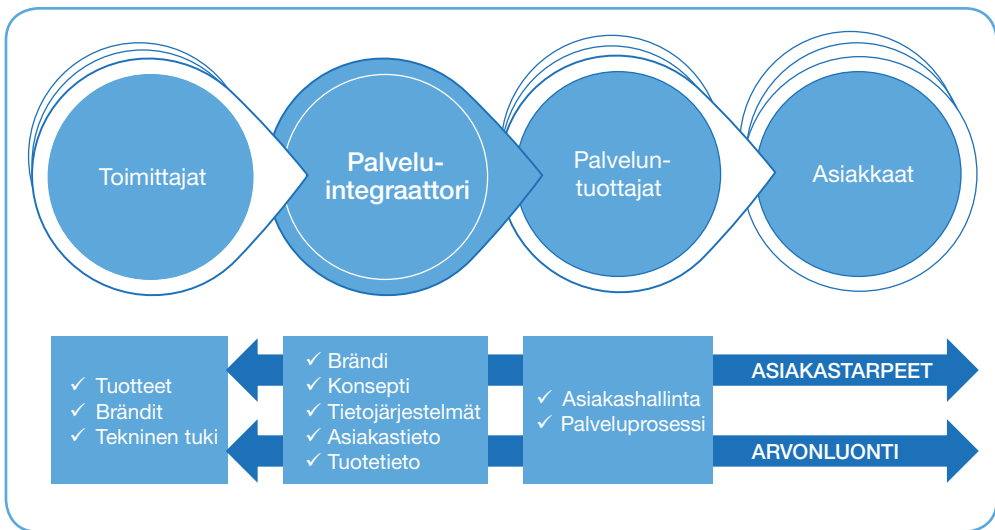 Toimittajat
Palvelu-
integraattori
Palvelun-
tuottajat
Asiakkaat
✓ Tuotteet
✓ Brändit
✓ Tekninen tuki
✓ Brändi
✓ Konsepti
✓ Tietojärjestelmät
✓ Asiakastieto
✓ Tuotetieto
✓ Asiakashallinta
✓ Palveluprosessi
ASIAKASTARPEET
ARVONLUONTI